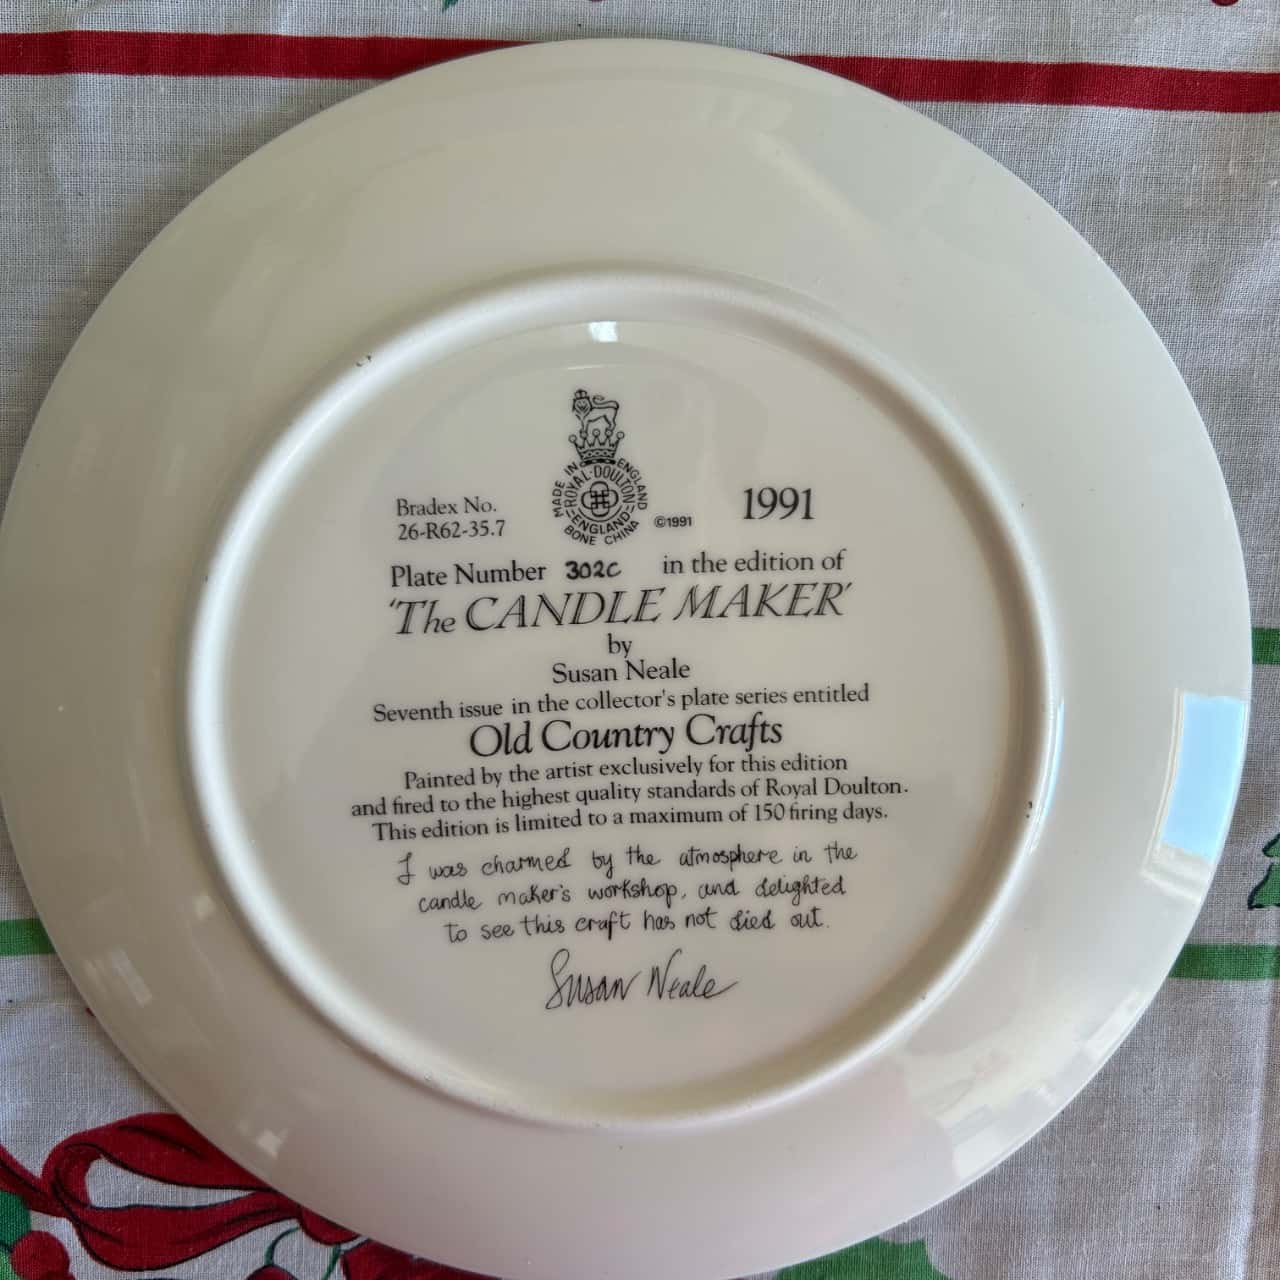 MADE IN ENGLAND
ROYAL·DOULTON
ENGLAND
BONE CHINA
©1991
Bradex No.
26-R62-35.7
1991
Plate Number 302C in the edition of
'The CANDLE MAKER'
by
Susan Neale
Seventh issue in the collector's plate series entitled
Old Country Crafts
Painted by the artist exclusively for this edition
and fired to the highest quality standards of Royal Doulton.
This edition is limited to a maximum of 150 firing days.
I was charmed by the atmosphere in the
candle maker's workshop, and delighted
to see this craft has not died out.
Susan Neale